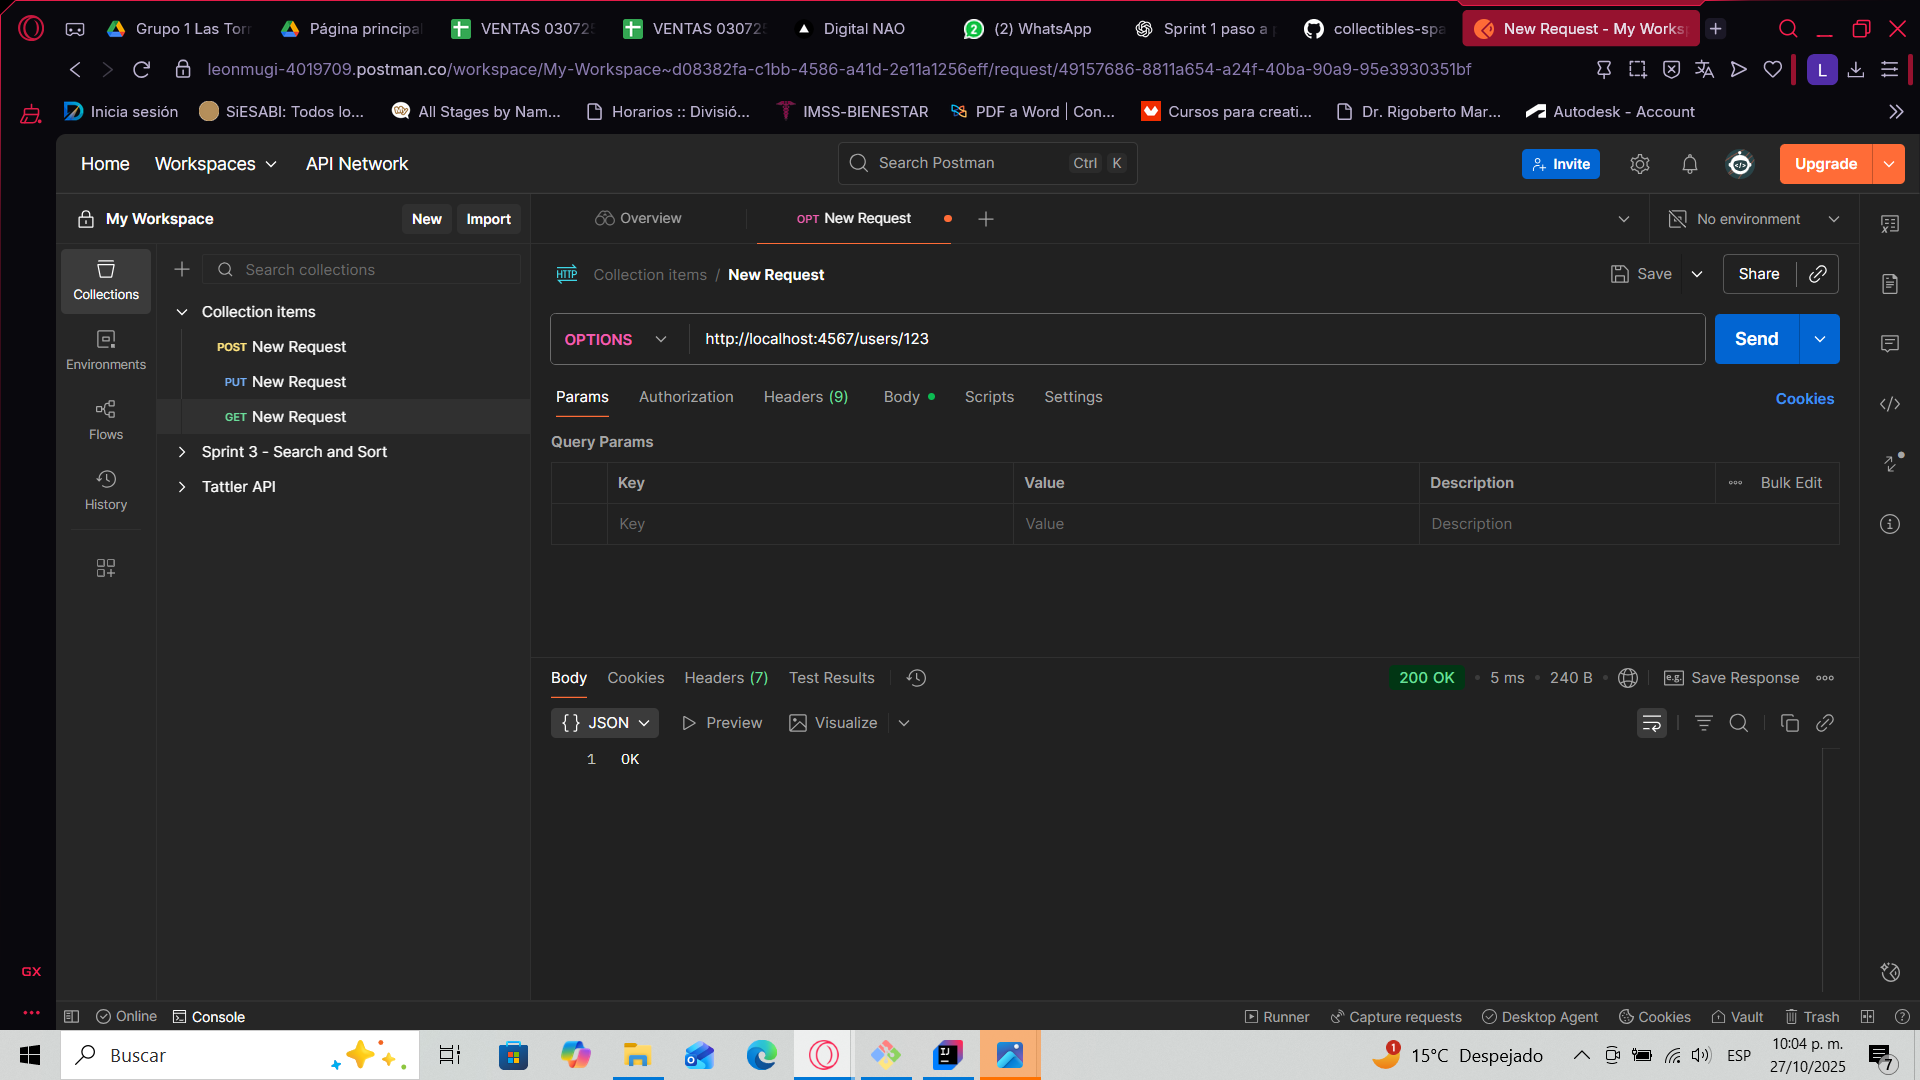 Grupo 1 Las Torr
Página principal
VENTAS 03072
VENTAS 03072
Digital NAO
(2) WhatsApp
Sprint 1 paso a p
collectibles-spa
New Request - My Works
leonmugi-4019709.postman.co/workspace/My-Workspace~d08382fa-c1bb-4586-a41d-2e11a1256eff/request/49157686-8811a654-a24f-40ba-90a9-95e3930351bf
L
Inicia sesión
SiESABI: Todos lo...
All Stages by Nam...
Horarios :: Divisió...
IMSS-BIENESTAR
PDF a Word | Con...
Cursos para creati...
Dr. Rigoberto Mar...
Autodesk - Account
Home
Workspaces
API Network
Search Postman
Ctrl K
Invite
Upgrade
My Workspace
New
Import
Overview
OPT New Request
No environment
Collections
Search collections
HTTP Collection items / New Request
Save
Share
Collection items
POST New Request
PUT New Request
GET New Request
Sprint 3 - Search and Sort
Tattler API
Environments
Flows
History
OPTIONS
http://localhost:4567/users/123
Send
Params
Authorization
Headers (9)
Body
Scripts
Settings
Cookies
Query Params
Key Value Description Bulk Edit
Key Value Description
Body
Cookies
Headers (7)
Test Results
200 OK
5 ms
240 B
e.g. Save Response
{} JSON
Preview
Visualize
1 OK
GX
Online
Console
Runner
Capture requests
Desktop Agent
Cookies
Vault
Trash
Buscar
IJ
1
15°C Despejado
ESP
10:04 p. m.
27/10/2025
7